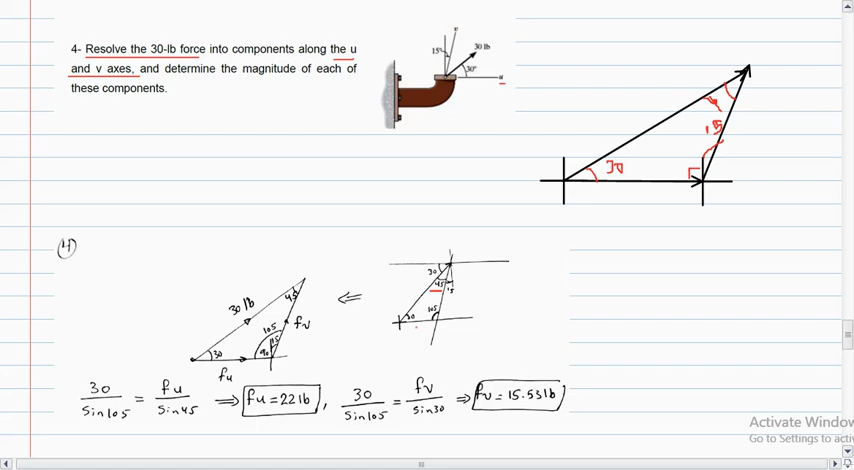 4- Resolve the 30-lb force into components along the u
and v axes, and determine the magnitude of each of
these components.
v
15°
30 lb
30°
u
30
15
4
30 lb
45
105
fv
15
30
90
fu
30
45
15
105
30
30/sin105 = fu/sin45 ⇒ fu = 22 lb , 30/sin105 = fv/sin30 ⇒ fv = 15.53 lb
Activate Window
Go to Settings to activ